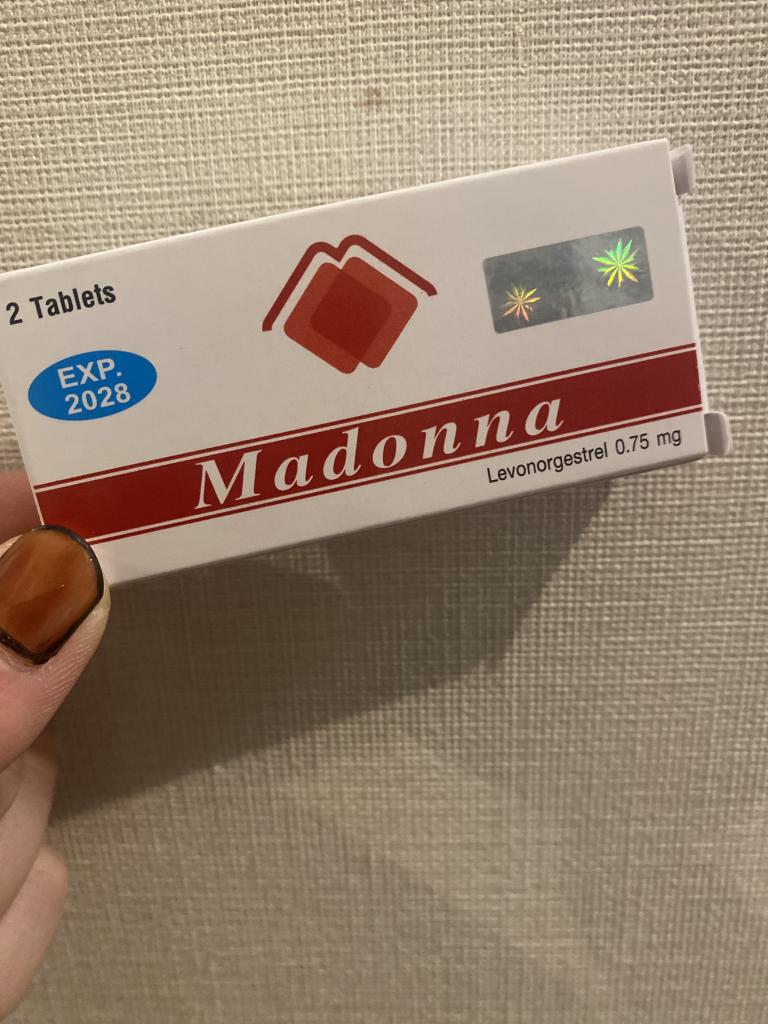 2 Tablets
EXP.
2028
Madonna
Levonorgestrel 0.75 mg